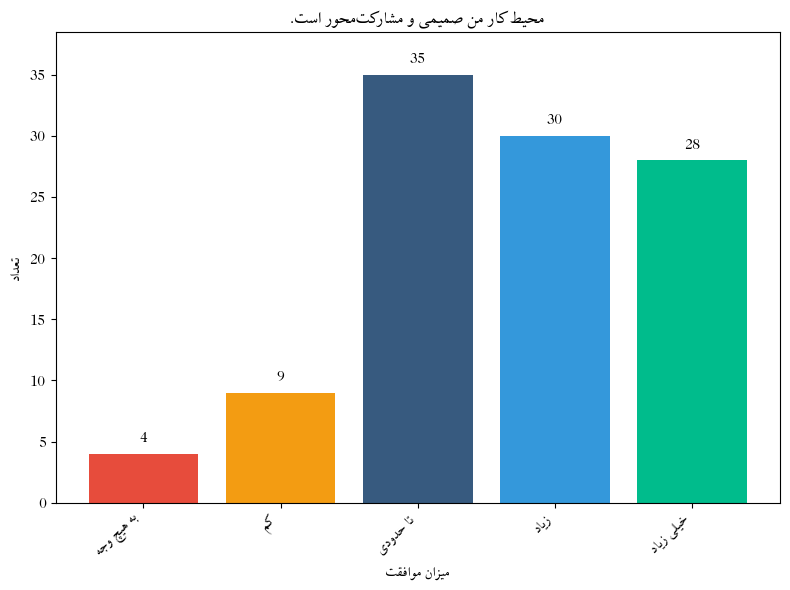 محیط کار من صمیمی و مشارکت‌محور است.
تعداد
35
30
25
20
15
10
5
0
4
9
35
30
28
به هیچ وجه
کم
تا حدودی
زیاد
خیلی زیاد
میزان موافقت